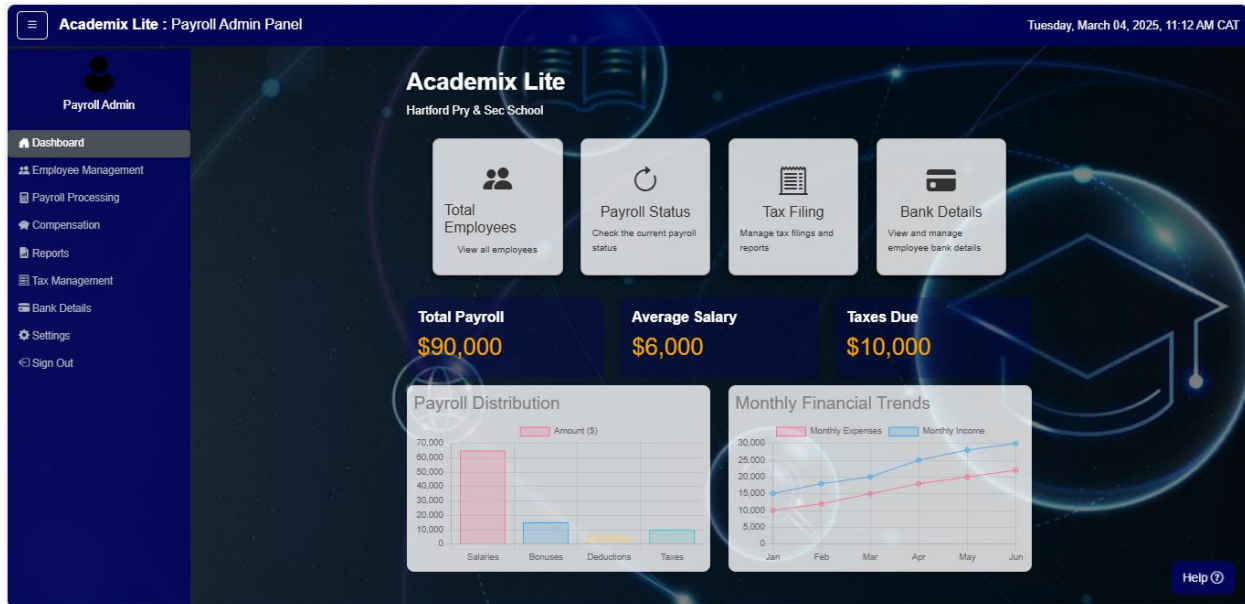 Academix Lite : Payroll Admin Panel
Tuesday, March 04, 2025, 11:12 AM CAT
Payroll Admin
Dashboard
Employee Management
Payroll Processing
Compensation
Reports
Tax Management
Bank Details
Settings
Sign Out
Academix Lite
Hartford Pry & Sec School
Total
Employees
View all employees
Payroll Status
Check the current payroll
status
Tax Filing
Manage tax filings and
reports
Bank Details
View and manage
employee bank details
Total Payroll
$90,000
Average Salary
$6,000
Taxes Due
$10,000
Payroll Distribution
Amount ($)
70,000
60,000
50,000
40,000
30,000
20,000
10,000
0
Salaries Bonuses Deductions Taxes
Monthly Financial Trends
Monthly Expenses Monthly Income
30,000
25,000
20,000
15,000
10,000
5,000
0
Jan Feb Mar Apr May Jun
Help ?